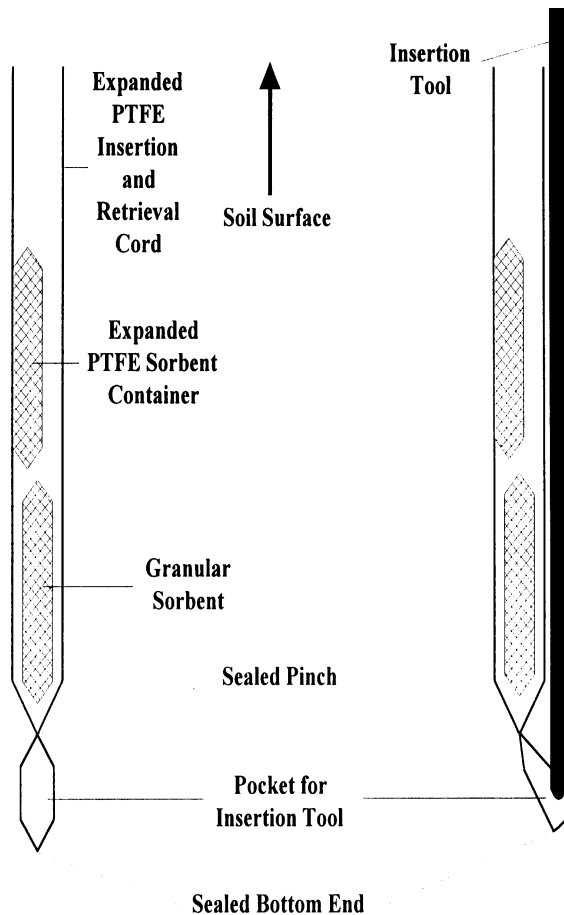 Insertion
Tool
Expanded
PTFE
Insertion
and
Retrieval
Cord
Soil Surface
Expanded
PTFE Sorbent
Container
Granular
Sorbent
Sealed Pinch
Pocket for
Insertion Tool
Sealed Bottom End